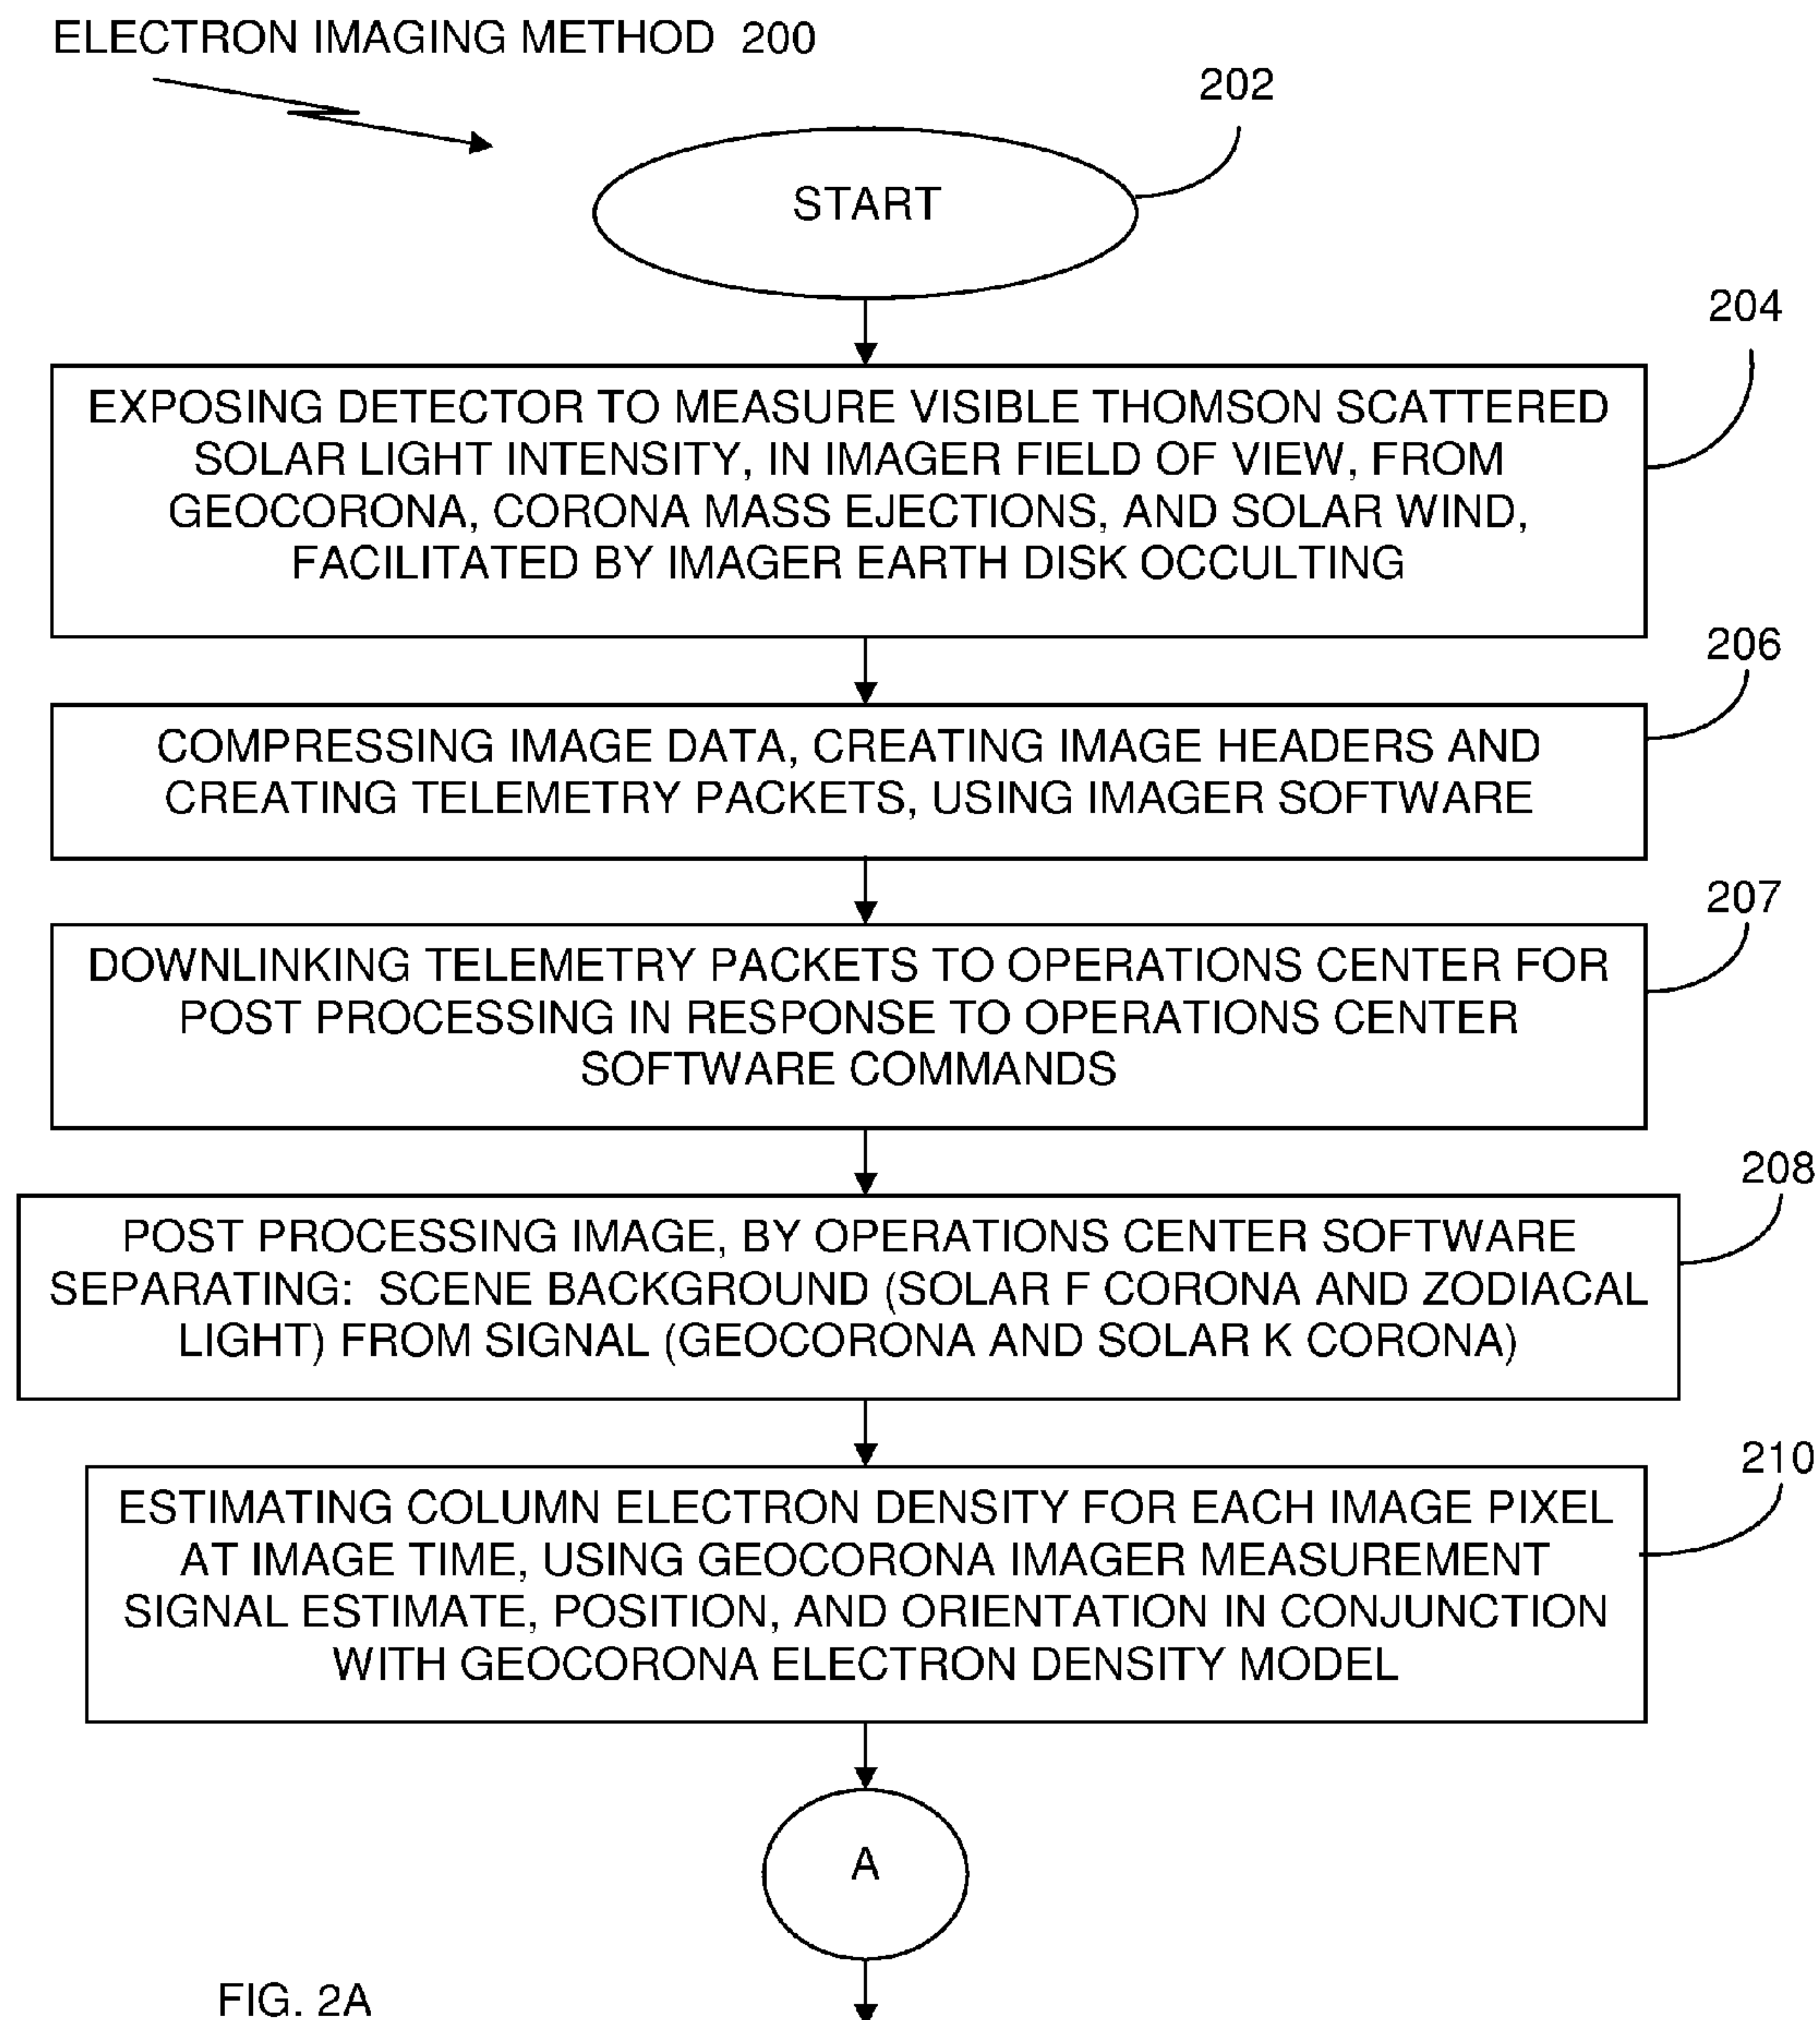 ELECTRON IMAGING METHOD 200
202
START
204
EXPOSING DETECTOR TO MEASURE VISIBLE THOMSON SCATTERED
SOLAR LIGHT INTENSITY, IN IMAGER FIELD OF VIEW, FROM
GEOCORONA, CORONA MASS EJECTIONS, AND SOLAR WIND,
FACILITATED BY IMAGER EARTH DISK OCCULTING
206
COMPRESSING IMAGE DATA, CREATING IMAGE HEADERS AND
CREATING TELEMETRY PACKETS, USING IMAGER SOFTWARE
207
DOWNLINKING TELEMETRY PACKETS TO OPERATIONS CENTER FOR
POST PROCESSING IN RESPONSE TO OPERATIONS CENTER
SOFTWARE COMMANDS
208
POST PROCESSING IMAGE, BY OPERATIONS CENTER SOFTWARE
SEPARATING: SCENE BACKGROUND (SOLAR F CORONA AND ZODIACAL
LIGHT) FROM SIGNAL (GEOCORONA AND SOLAR K CORONA)
210
ESTIMATING COLUMN ELECTRON DENSITY FOR EACH IMAGE PIXEL
AT IMAGE TIME, USING GEOCORONA IMAGER MEASUREMENT
SIGNAL ESTIMATE, POSITION, AND ORIENTATION IN CONJUNCTION
WITH GEOCORONA ELECTRON DENSITY MODEL
A
FIG. 2A